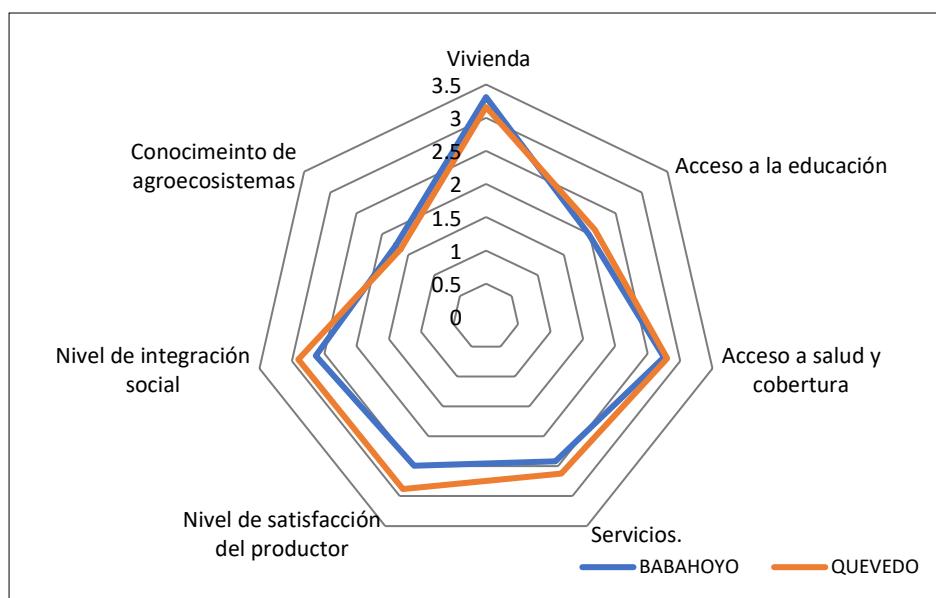 Vivienda
3.5
3
2.5
2
1.5
1
0.5
0
Acceso a la educación
Acceso a salud y
cobertura
Servicios.
Nivel de satisfacción
del productor
Nivel de integración
social
Conocimeinto de
agroecosistemas
BABAHOYO
QUEVEDO